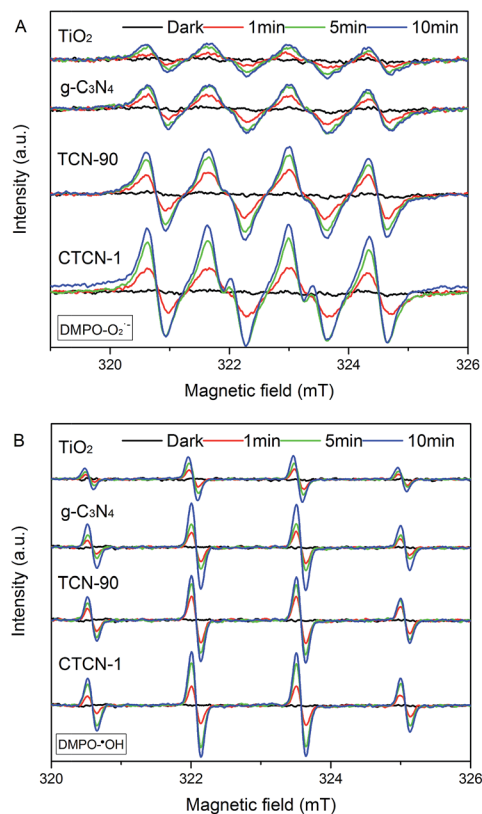 A
Dark 1min 5min 10min
TiO₂
g-C₃N₄
TCN-90
CTCN-1
DMPO-O₂˙⁻
Intensity (a.u.)
320 322 324 326
Magnetic field (mT)
B
Dark 1min 5min 10min
TiO₂
g-C₃N₄
TCN-90
CTCN-1
DMPO-•OH
Intensity (a.u.)
320 322 324 326
Magnetic field (mT)